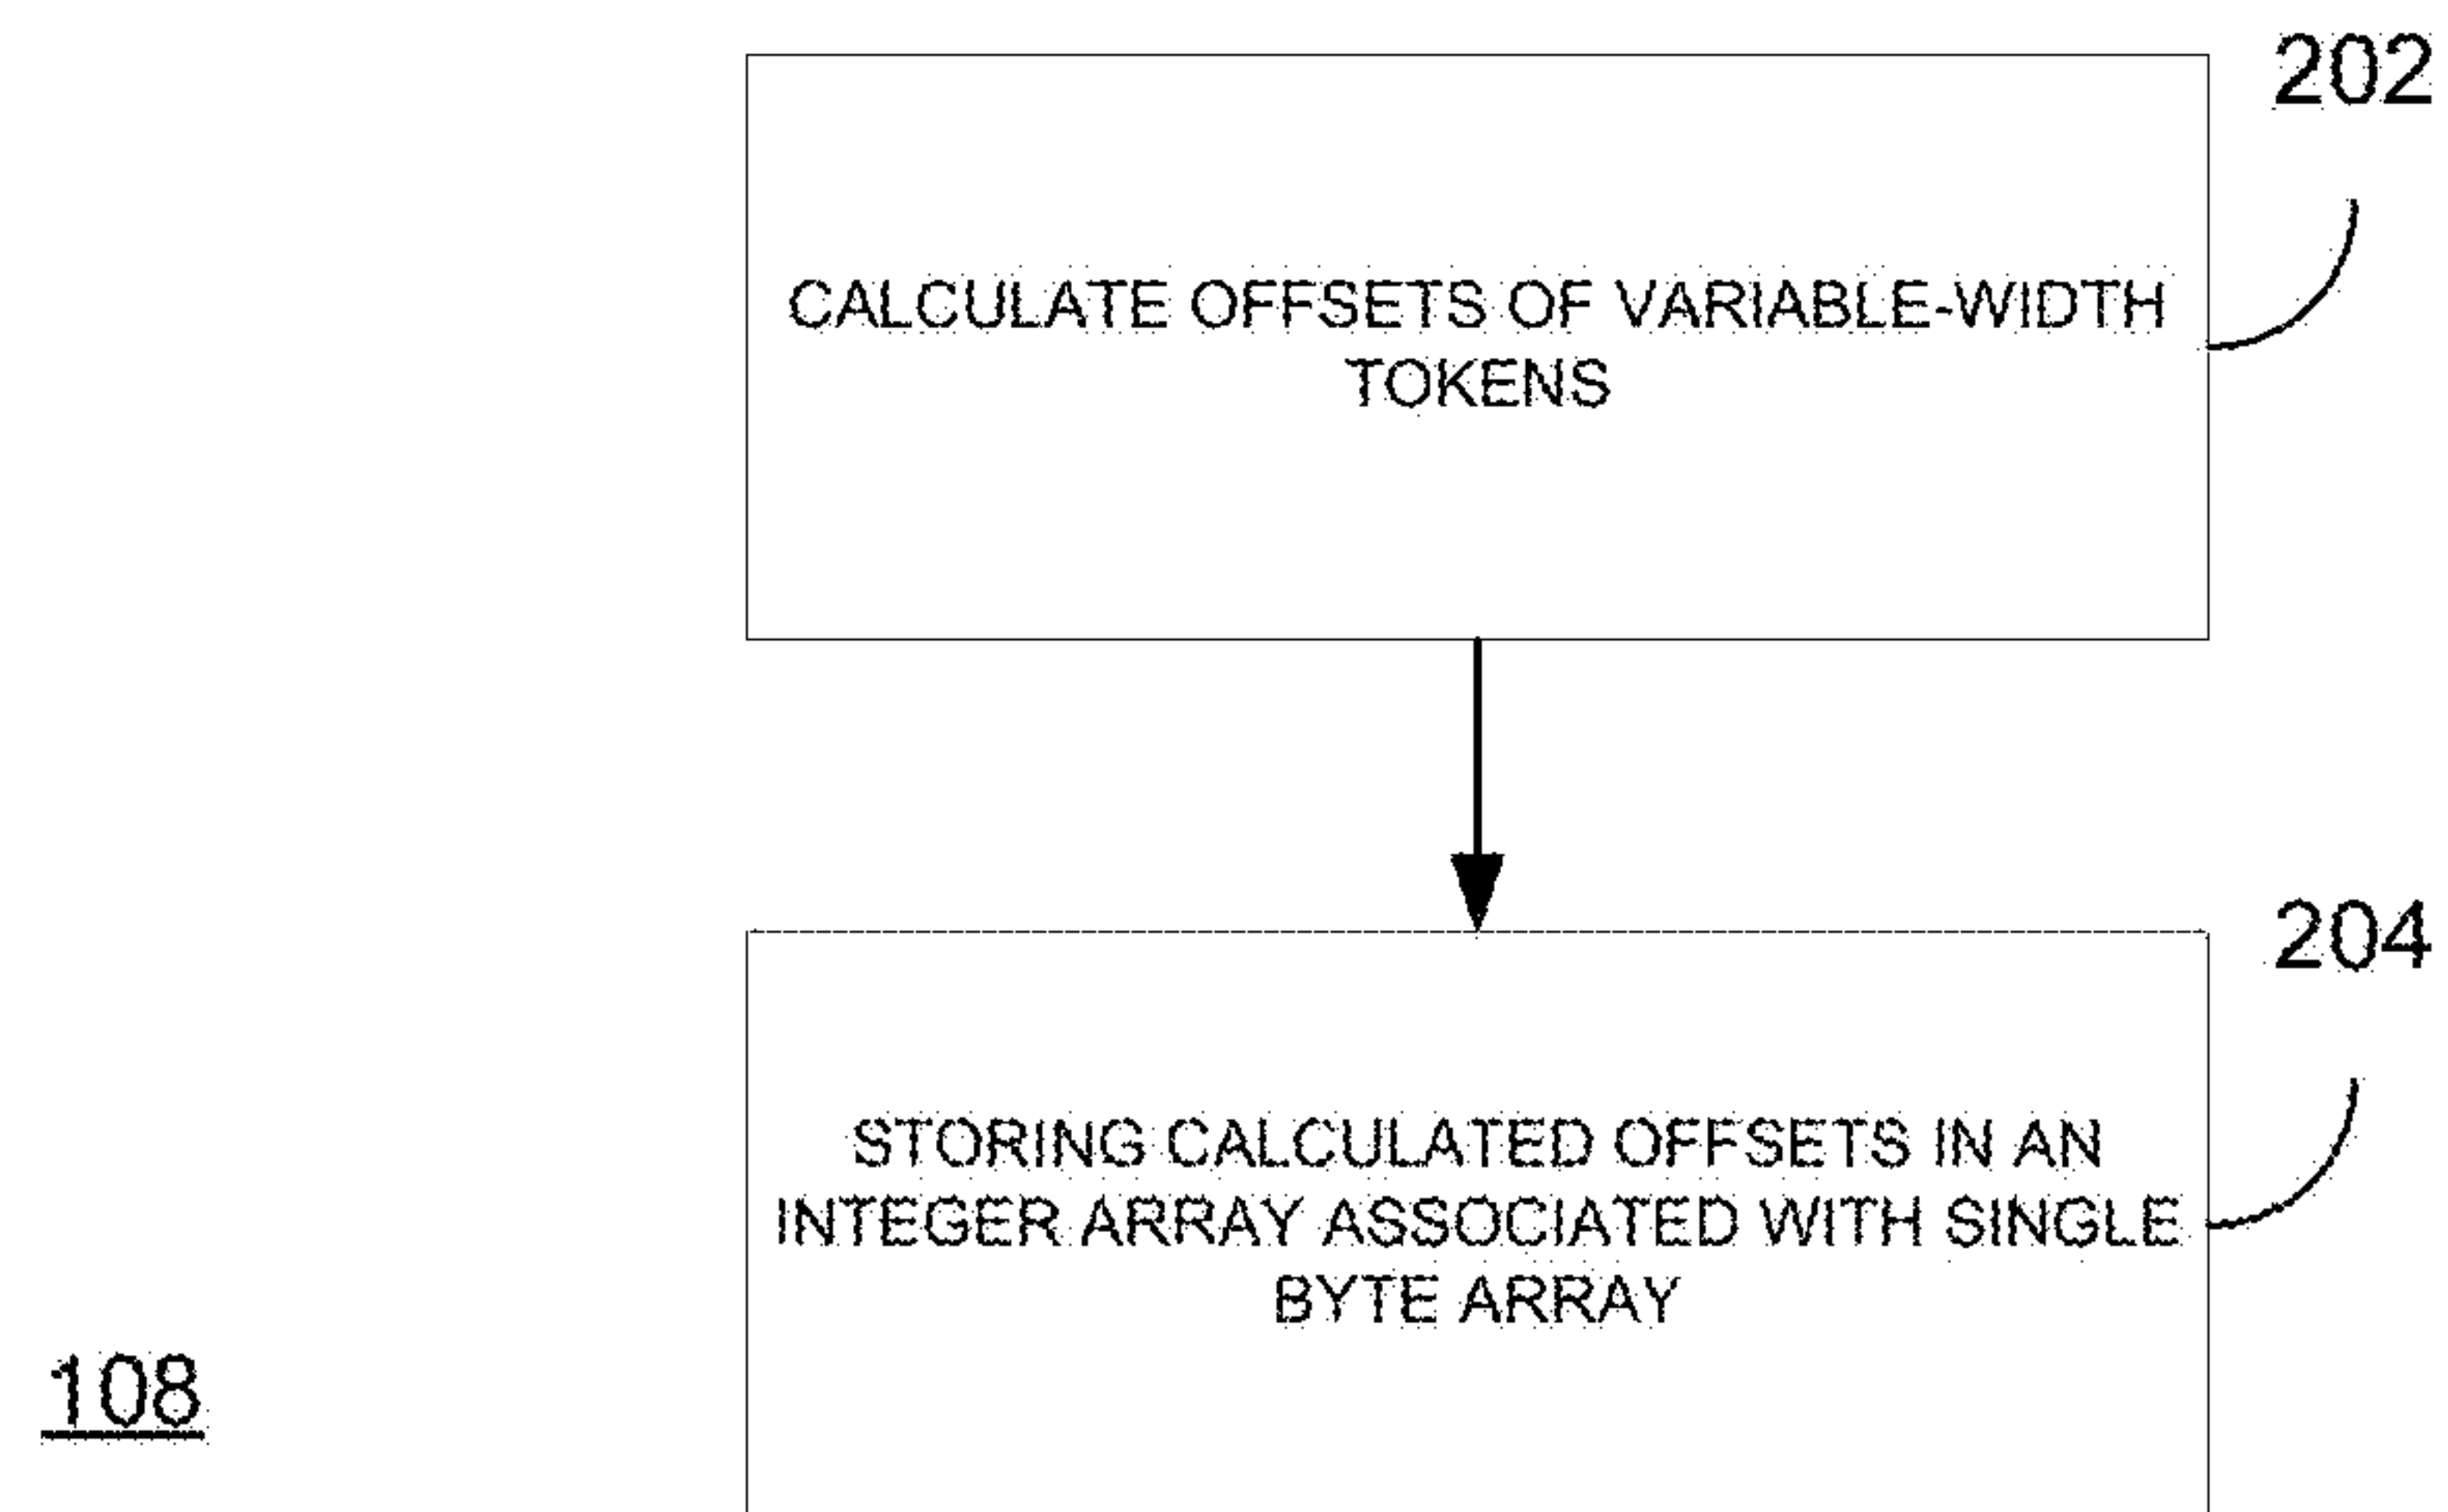 202
CALCULATE OFFSETS OF VARIABLE-WIDTH
TOKENS
204
STORING CALCULATED OFFSETS IN AN
INTEGER ARRAY ASSOCIATED WITH SINGLE
BYTE ARRAY
108